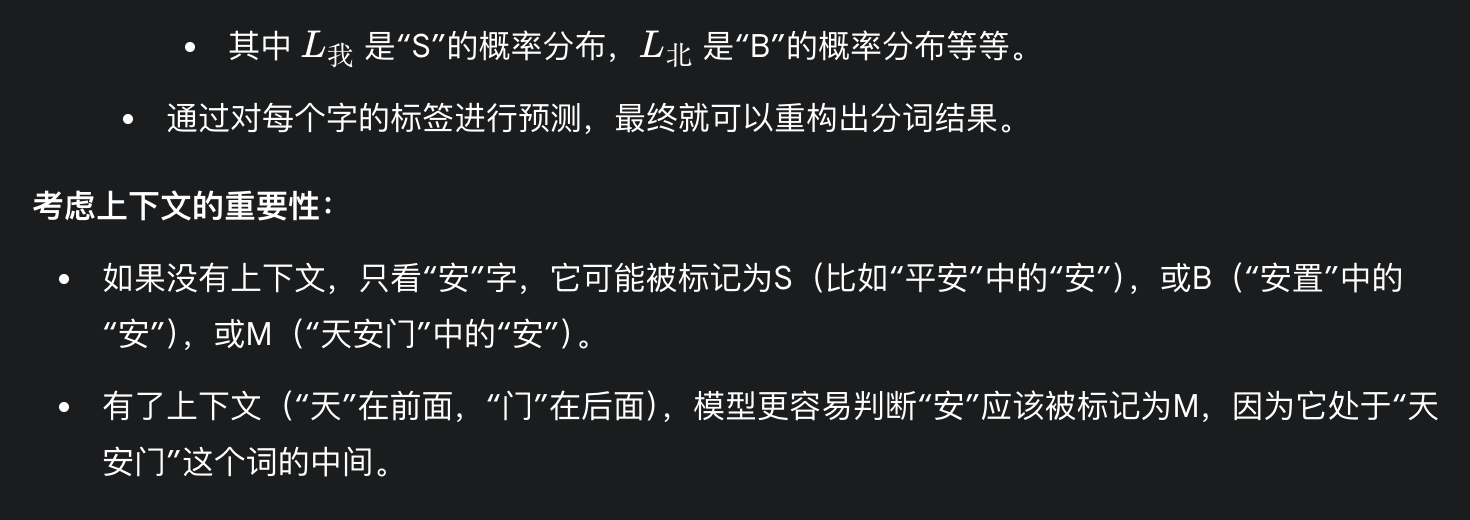 • 其中 L我 是“S”的概率分布，L北 是“B”的概率分布等等。
• 通过对每个字的标签进行预测，最终就可以重构出分词结果。
考虑上下文的重要性：
• 如果没有上下文，只看“安”字，它可能被标记为S（比如“平安”中的“安”），或B（“安置”中的
“安”），或M（“天安门”中的“安”）。
• 有了上下文（“天”在前面，“门”在后面），模型更容易判断“安”应该被标记为M，因为它处于“天
安门”这个词的中间。